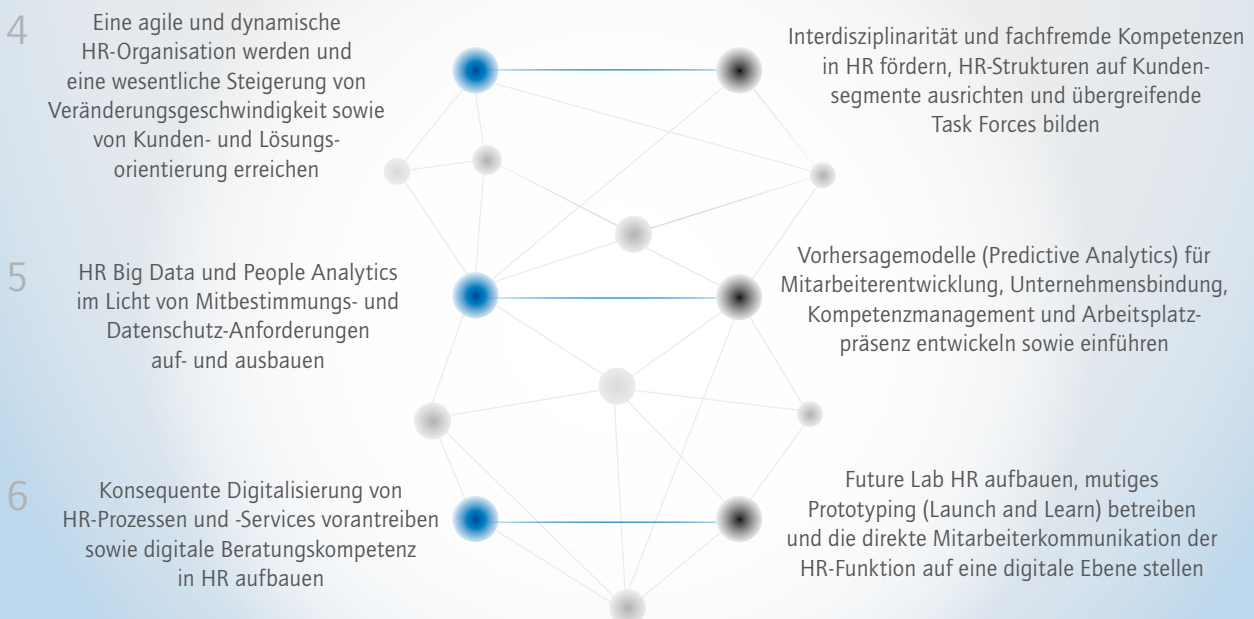 4
Eine agile und dynamische
HR-Organisation werden und
eine wesentliche Steigerung von
Veränderungsgeschwindigkeit sowie
von Kunden- und Lösungs-
orientierung erreichen
Interdisziplinarität und fachfremde Kompetenzen
in HR fördern, HR-Strukturen auf Kunden-
segmente ausrichten und übergreifende
Task Forces bilden
5
HR Big Data und People Analytics
im Licht von Mitbestimmungs- und
Datenschutz-Anforderungen
auf- und ausbauen
Vorhersagemodelle (Predictive Analytics) für
Mitarbeiterentwicklung, Unternehmensbindung,
Kompetenzmanagement und Arbeitsplatz-
präsenz entwickeln sowie einführen
6
Konsequente Digitalisierung von
HR-Prozessen und -Services vorantreiben
sowie digitale Beratungskompetenz
in HR aufbauen
Future Lab HR aufbauen, mutiges
Prototyping (Launch and Learn) betreiben
und die direkte Mitarbeiterkommunikation der
HR-Funktion auf eine digitale Ebene stellen